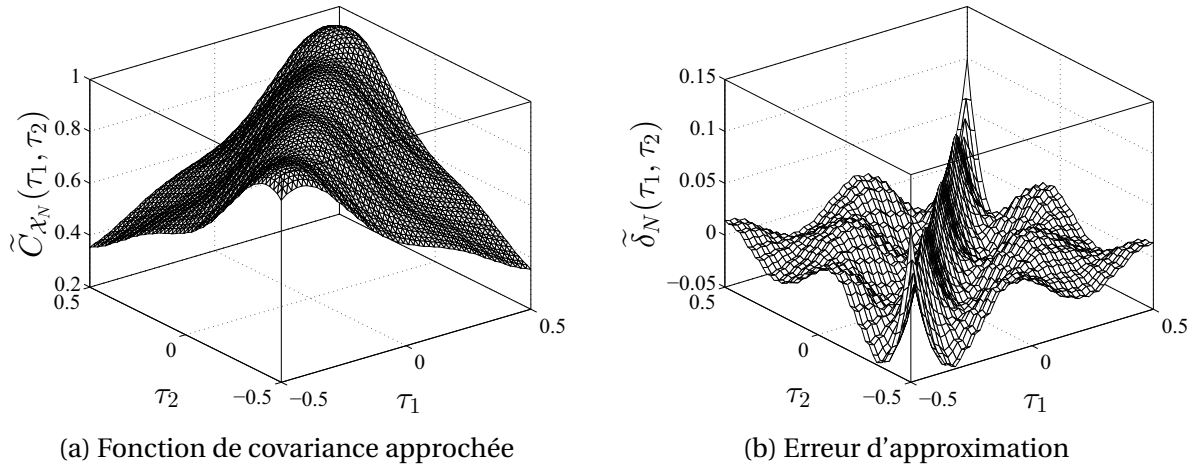 1
0.8
0.6
0.4
0.2
0.5
0
−0.5
−0.5
0
0.5
C̃_{χ_N}(τ₁, τ₂)
τ₂
τ₁
(a) Fonction de covariance approchée
0.15
0.1
0.05
0
−0.05
0.5
0
−0.5
−0.5
0
0.5
δ̃_N(τ₁, τ₂)
τ₂
τ₁
(b) Erreur d'approximation